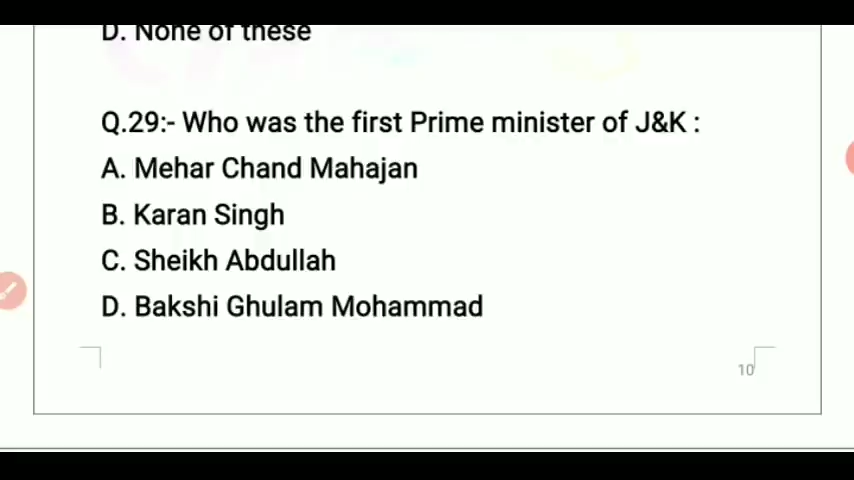 D. None of these
Q.29:- Who was the first Prime minister of J&K :
A. Mehar Chand Mahajan
B. Karan Singh
C. Sheikh Abdullah
D. Bakshi Ghulam Mohammad
10